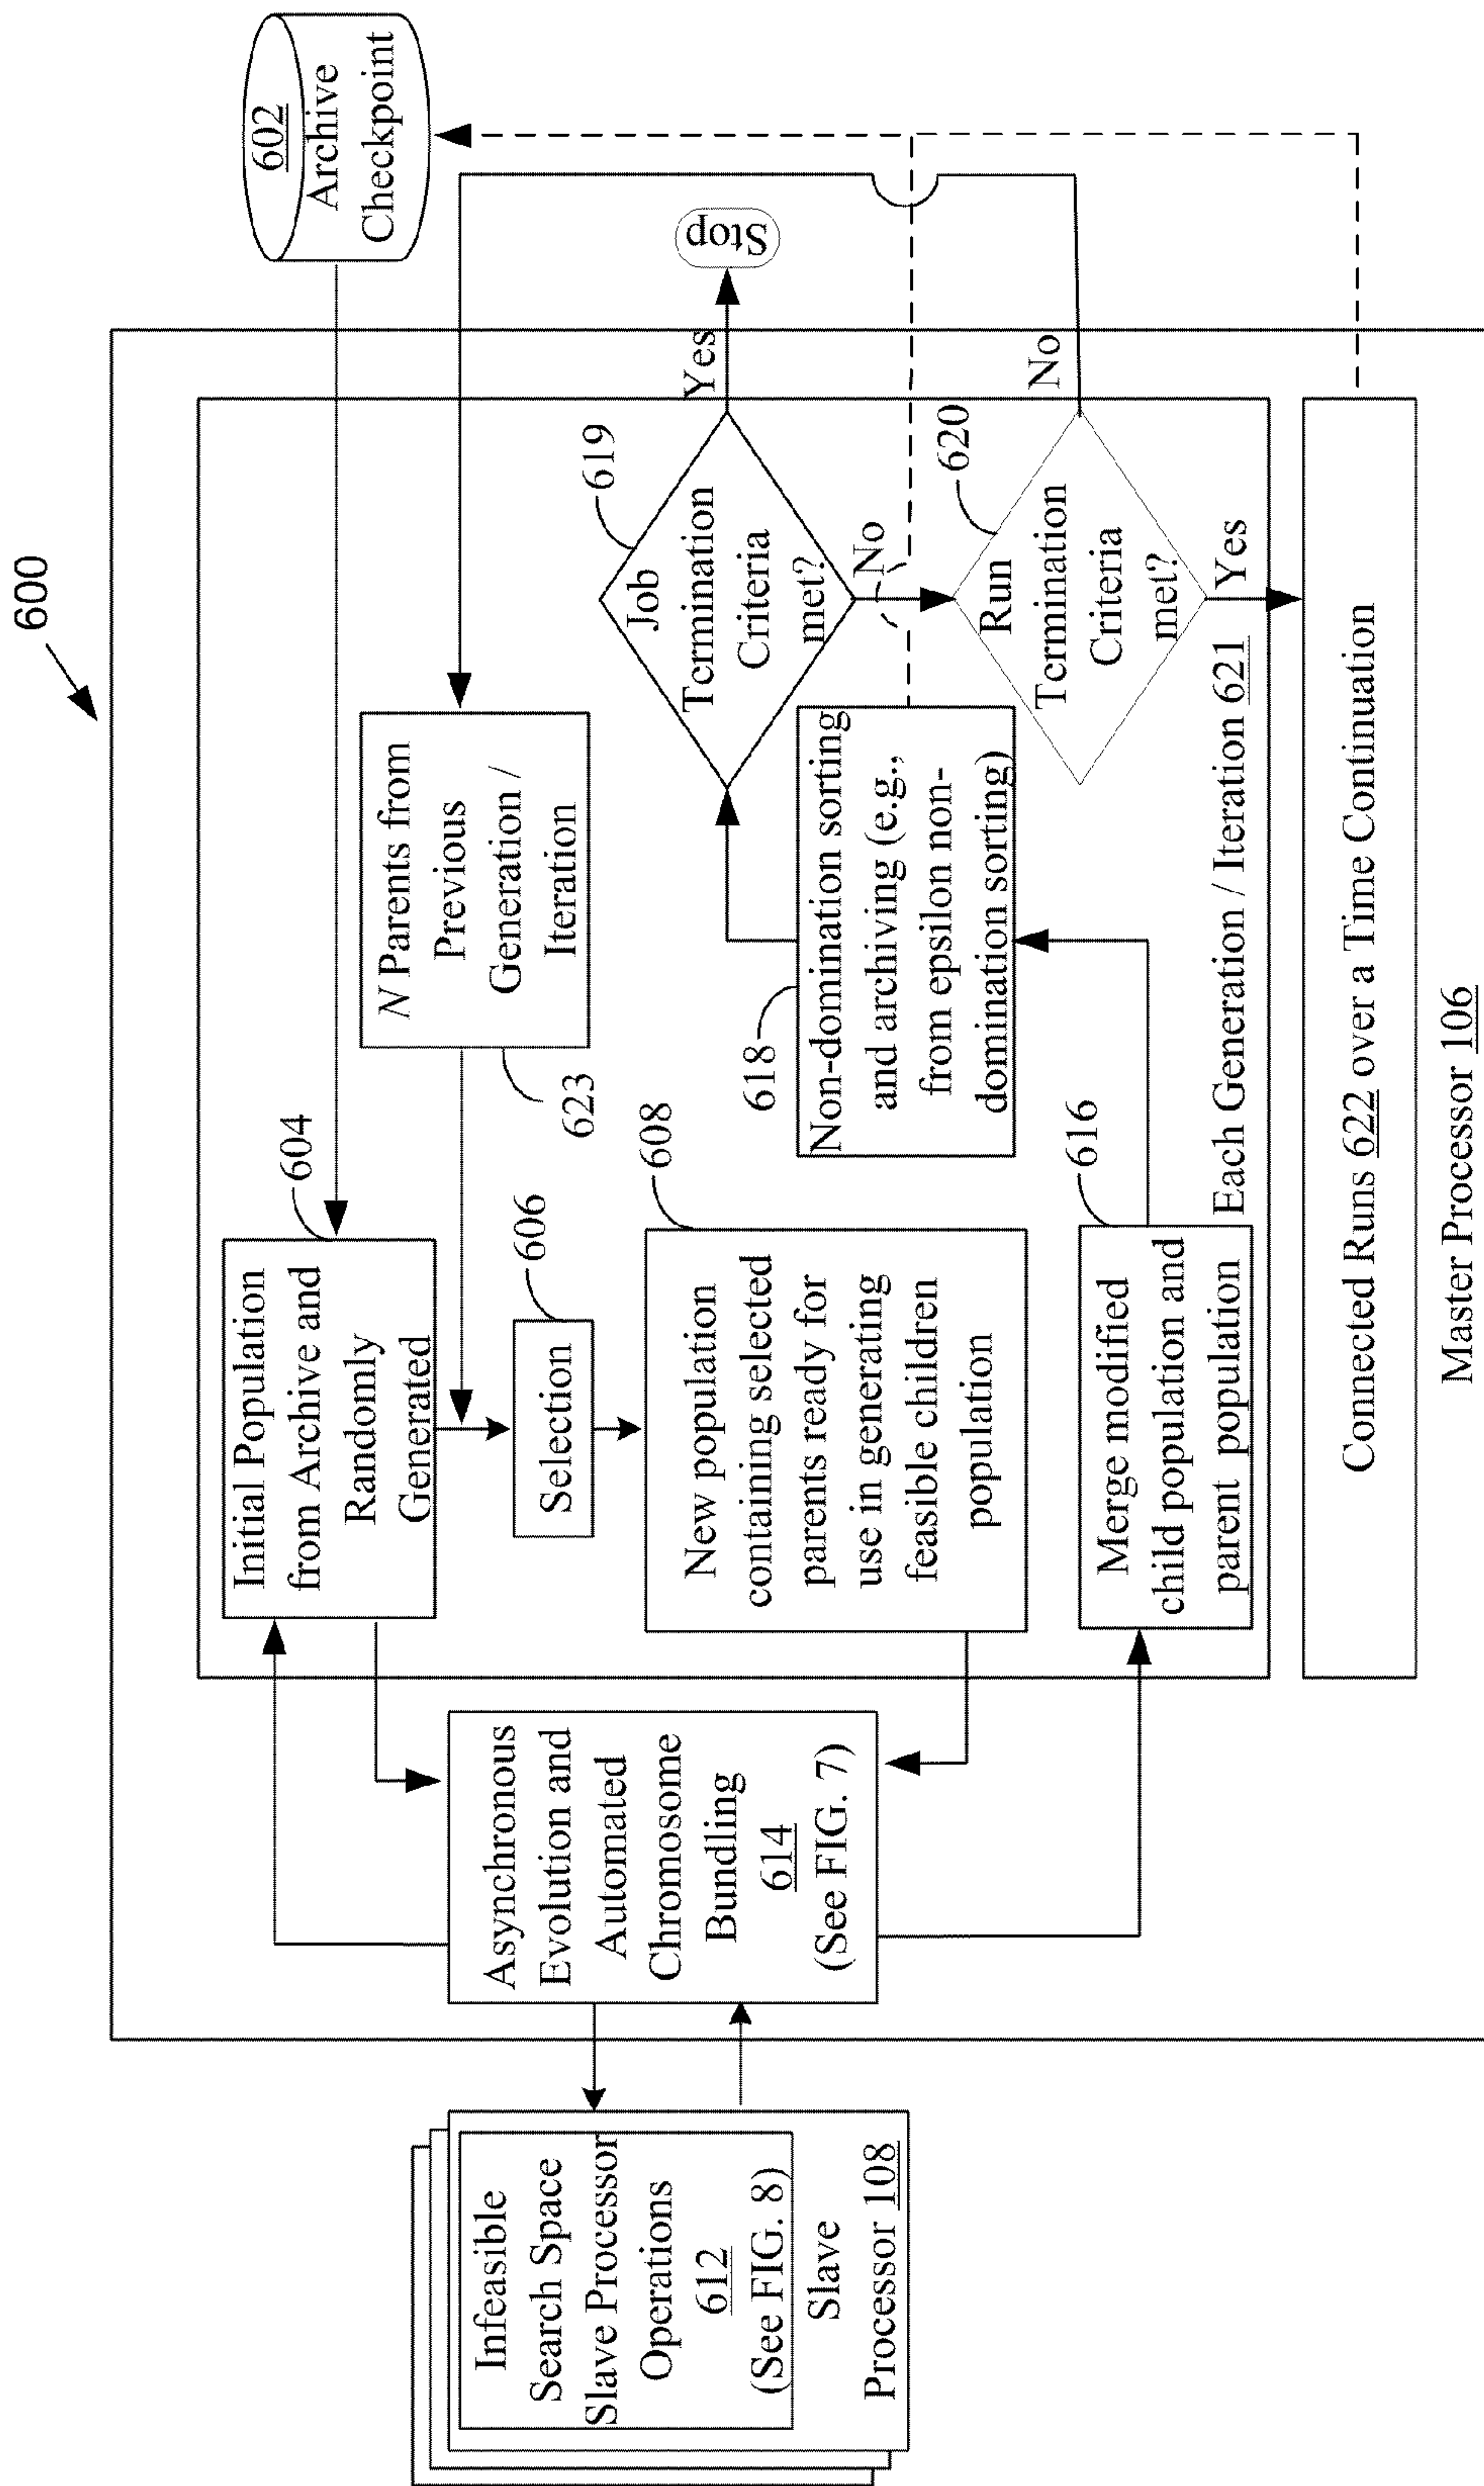 600
602
Archive
Checkpoint
Initial Population
from Archive and
Randomly
Generated
604
N Parents from
Previous
Generation /
Iteration
623
Selection
606
New population
containing selected
parents ready for
use in generating
feasible children
population
608
Infeasible
Search Space
Slave Processor
Operations
612
(See FIG. 8)
Slave
Processor 108
Asynchronous
Evolution and
Automated
Chromosome
Bundling
614
(See FIG. 7)
Merge modified
child population and
parent population
616
Non-domination sorting
and archiving (e.g.,
from epsilon non-
domination sorting)
618
Job
Termination
Criteria
met?
619
Yes
Stop
No
Run
Termination
Criteria
met?
620
No
Yes
Each Generation / Iteration 621
Connected Runs 622 over a Time Continuation
Master Processor 106